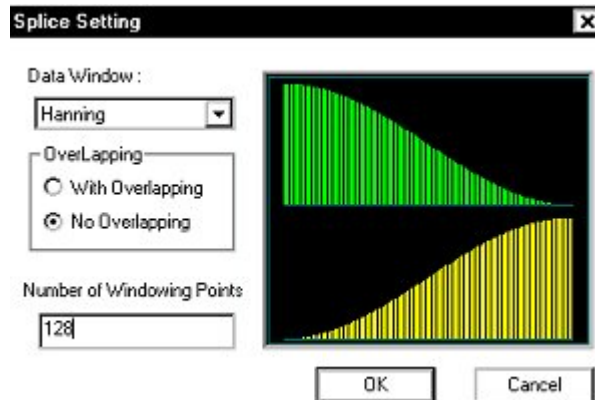 Splice Setting
Data Window :
Hanning
OverLapping
With Overlapping
No Overlapping
Number of Windowing Points
128
OK
Cancel